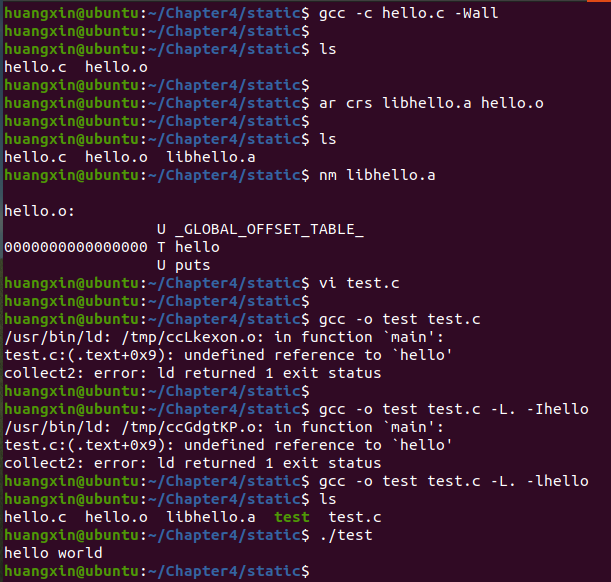 huangxin@ubuntu:~/Chapter4/static$ gcc -c hello.c -Wall
huangxin@ubuntu:~/Chapter4/static$
huangxin@ubuntu:~/Chapter4/static$ ls
hello.c  hello.o
huangxin@ubuntu:~/Chapter4/static$
huangxin@ubuntu:~/Chapter4/static$ ar crs libhello.a hello.o
huangxin@ubuntu:~/Chapter4/static$
huangxin@ubuntu:~/Chapter4/static$ ls
hello.c  hello.o  libhello.a
huangxin@ubuntu:~/Chapter4/static$ nm libhello.a
hello.o:
                 U _GLOBAL_OFFSET_TABLE_
0000000000000000 T hello
                 U puts
huangxin@ubuntu:~/Chapter4/static$ vi test.c
huangxin@ubuntu:~/Chapter4/static$
huangxin@ubuntu:~/Chapter4/static$ gcc -o test test.c
/usr/bin/ld: /tmp/ccLkexon.o: in function `main':
test.c:(.text+0x9): undefined reference to `hello'
collect2: error: ld returned 1 exit status
huangxin@ubuntu:~/Chapter4/static$
huangxin@ubuntu:~/Chapter4/static$ gcc -o test test.c -L. -Ihello
/usr/bin/ld: /tmp/ccGdgtKP.o: in function `main':
test.c:(.text+0x9): undefined reference to `hello'
collect2: error: ld returned 1 exit status
huangxin@ubuntu:~/Chapter4/static$ gcc -o test test.c -L. -lhello
huangxin@ubuntu:~/Chapter4/static$ ls
hello.c  hello.o  libhello.a  test  test.c
huangxin@ubuntu:~/Chapter4/static$ ./test
hello world
huangxin@ubuntu:~/Chapter4/static$